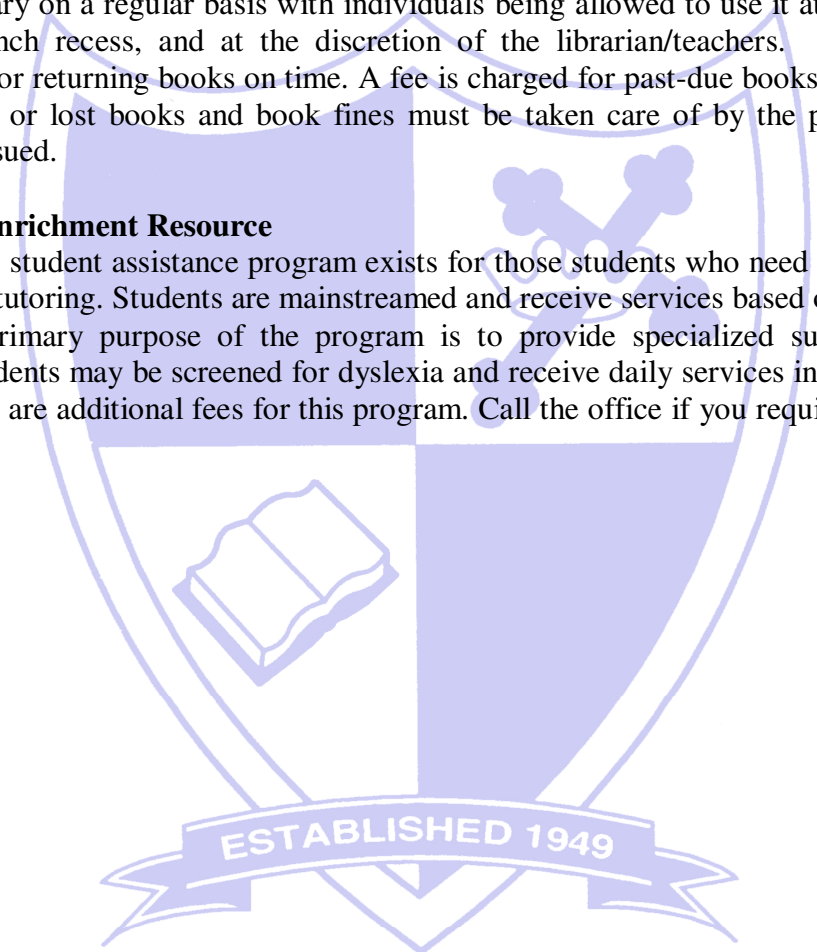 ary on a regular basis with individuals being allowed to use it a
nch recess, and at the discretion of the librarian/teachers.
or returning books on time. A fee is charged for past-due books
or lost books and book fines must be taken care of by the p
sued.
nrichment Resource
student assistance program exists for those students who need
tutoring. Students are mainstreamed and receive services based o
rimary purpose of the program is to provide specialized su
dents may be screened for dyslexia and receive daily services in
are additional fees for this program. Call the office if you requi
ESTABLISHED 1949